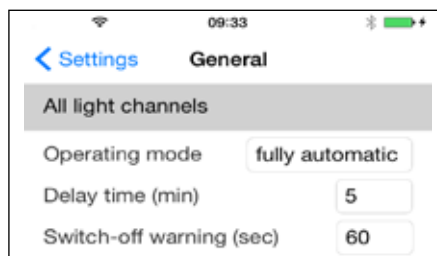 09:33
Settings General
All light channels
Operating mode fully automatic
Delay time (min) 5
Switch-off warning (sec) 60